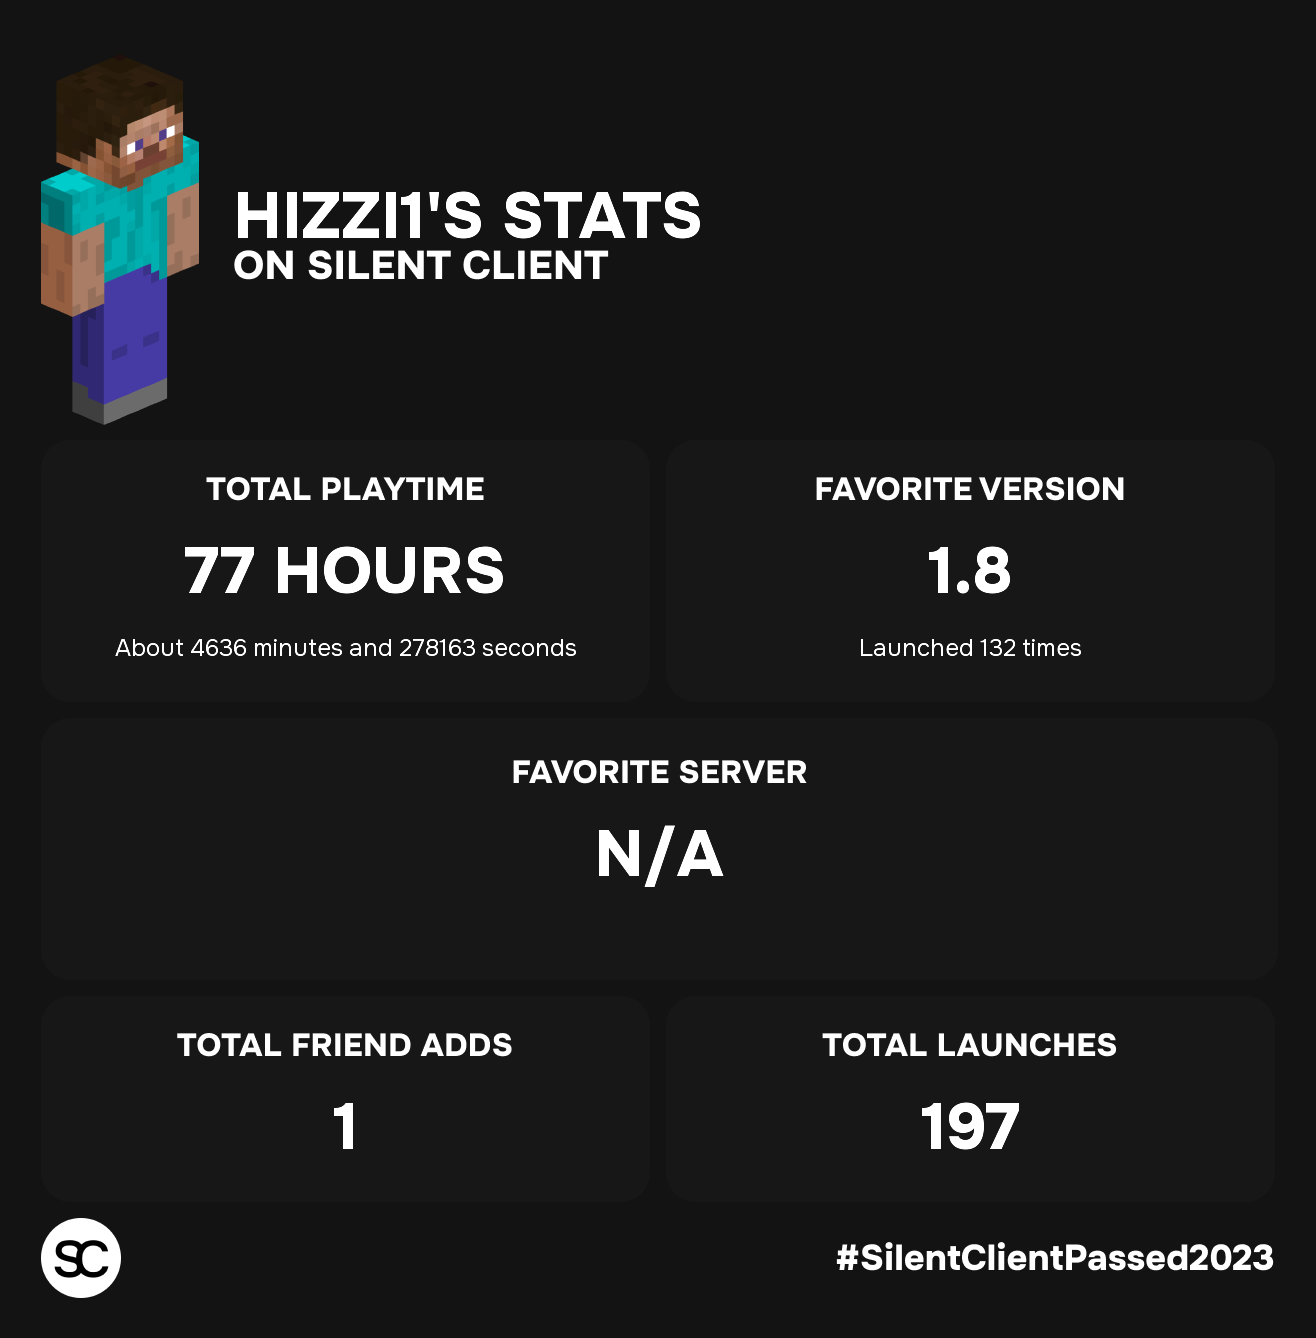 HIZZI1'S STATS
ON SILENT CLIENT
TOTAL PLAYTIME
77 HOURS
About 4636 minutes and 278163 seconds
FAVORITE VERSION
1.8
Launched 132 times
FAVORITE SERVER
N/A
TOTAL FRIEND ADDS
1
TOTAL LAUNCHES
197
SC
#SilentClientPassed2023